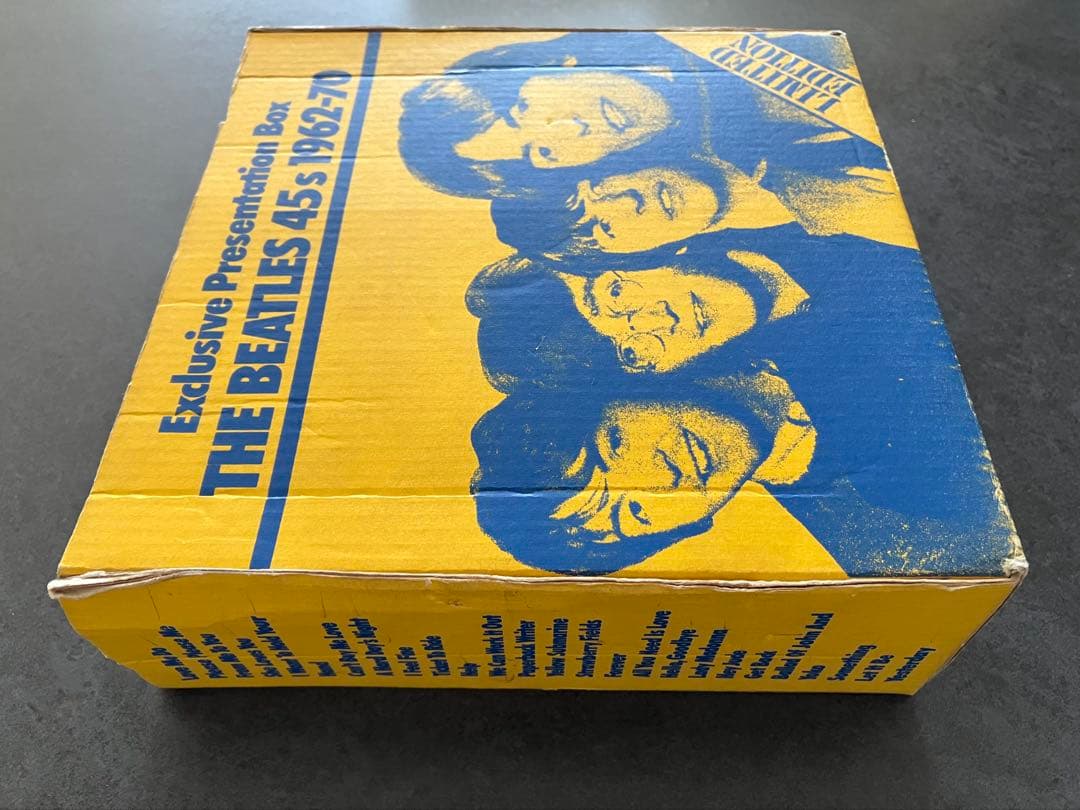 LIMITED
EDITION
Exclusive Presentation Box
THE BEATLES 45s 1962-70
Love Me Do
Please Please Me
From Me To You
She Loves You
I Want To Hold Your
Hand
Can't Buy Me Love
A Hard Day's Night
I Feel Fine
Ticket to Ride
Help
We Can Work It Out
Paperback Writer
Yellow Submarine
Strawberry Fields
Forever
All You Need Is Love
Hello, Goodbye
Lady Madonna
Hey Jude
Get Back
Ballad Of John And
Yoko
Something
Let It Be
Yesterday